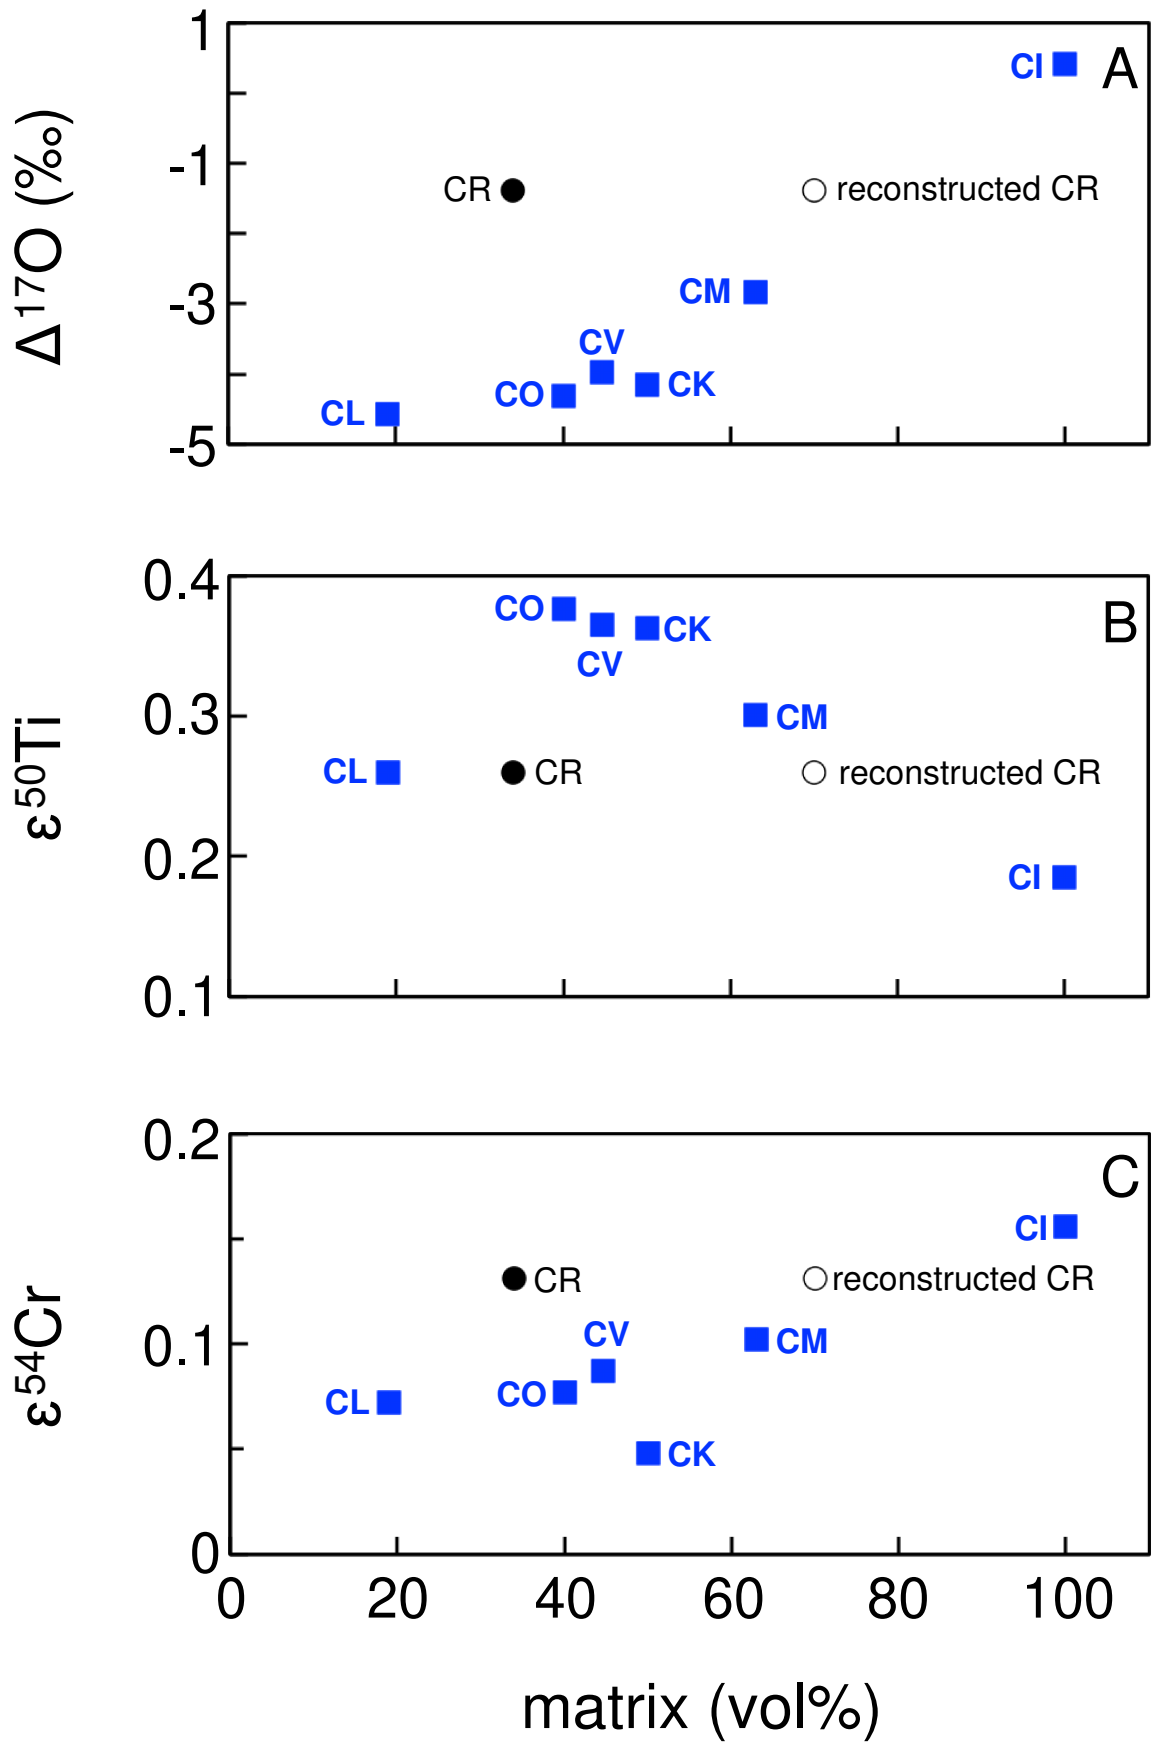 1
A
CI
-1
CR
reconstructed CR
Δ¹⁷O (‰)
CM
-3
CV
CK
CO
CL
-5
0.4
CO
B
CK
CV
0.3
CM
ε⁵⁰Ti
CL
CR
reconstructed CR
0.2
CI
0.1
0.2
C
CI
CR
reconstructed CR
CV
0.1
CM
ε⁵⁴Cr
CO
CL
CK
0
0 20 40 60 80 100
matrix (vol%)